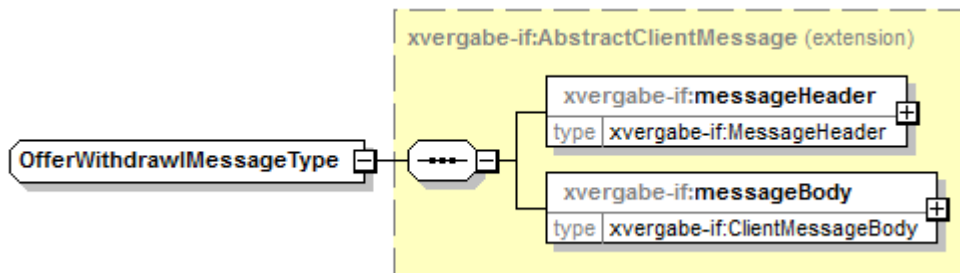 xvergabe-if:AbstractClientMessage (extension)
xvergabe-if:messageHeader
type xvergabe-if:MessageHeader
OfferWithdrawlMessageType
xvergabe-if:messageBody
type xvergabe-if:ClientMessageBody